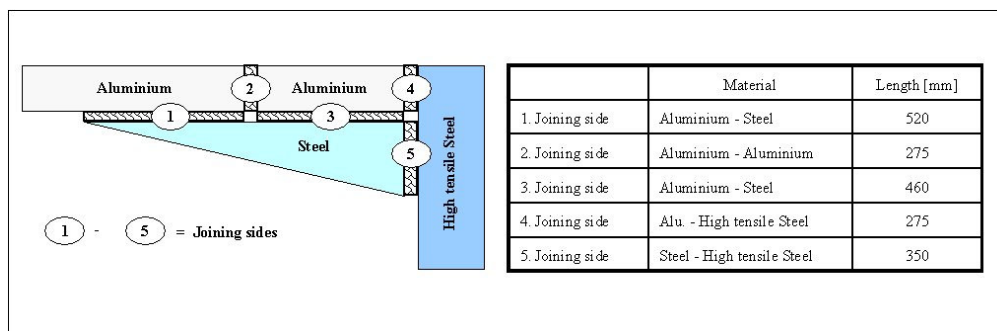 Aluminium 2 Aluminium 4
1 3
Steel 5
High tensile Steel
1 - 5 = Joining sides
Material Length [mm]
1. Joining side Aluminium - Steel 520
2. Joining side Aluminium - Aluminium 275
3. Joining side Aluminium - Steel 460
4. Joining side Alu. - High tensile Steel 275
5. Joining side Steel - High tensile Steel 350